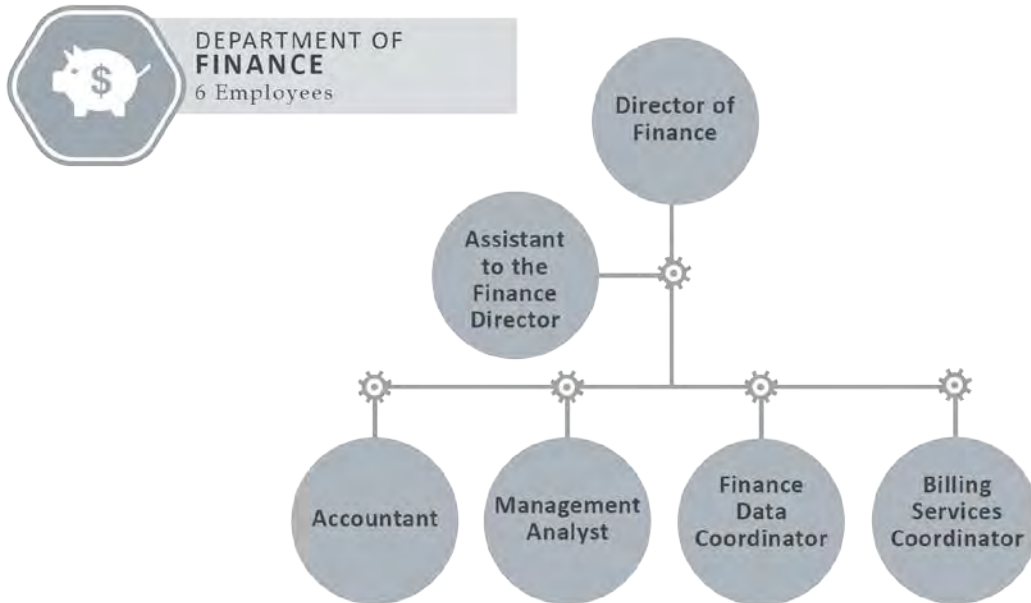 DEPARTMENT OF
FINANCE
6 Employees
$
Director of
Finance
Assistant
to the
Finance
Director
Accountant
Management
Analyst
Finance
Data
Coordinator
Billing
Services
Coordinator